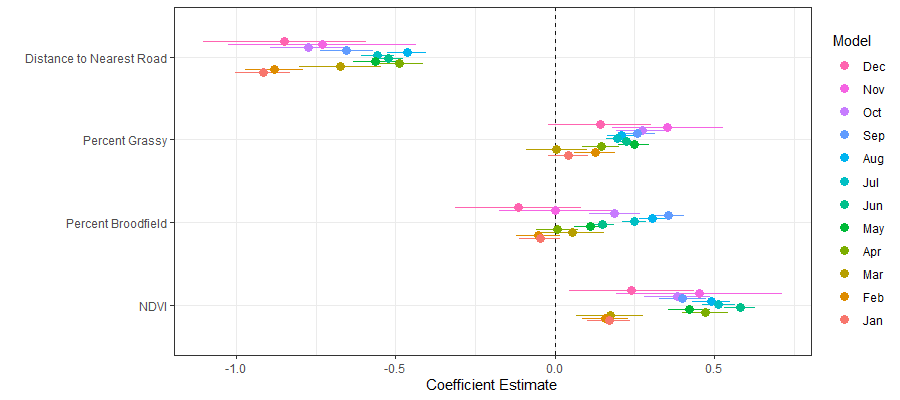 Distance to Nearest Road
Percent Grassy
Percent Broodfield
NDVI
-1.0
-0.5
0.0
0.5
Coefficient Estimate
Model
Dec
Nov
Oct
Sep
Aug
Jul
Jun
May
Apr
Mar
Feb
Jan